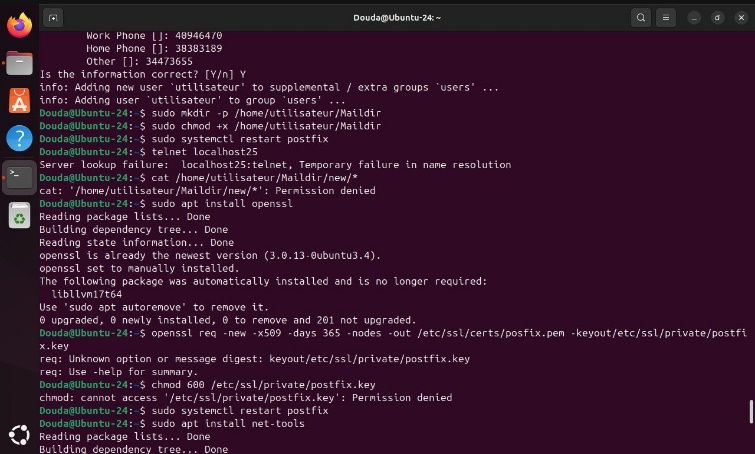 Douda@Ubuntu-24: ~
Work Phone []: 40946470
Home Phone []: 38383189
Other []: 34473655
Is the information correct? [Y/n] Y
info: Adding new user `utilisateur' to supplemental / extra groups `users' ...
info: Adding user `utilisateur' to group `users' ...
Douda@Ubuntu-24:~$ sudo mkdir -p /home/utilisateur/Maildir
Douda@Ubuntu-24:~$ sudo chmod +x /home/utilisateur/Maildir
Douda@Ubuntu-24:~$ sudo systemctl restart postfix
Douda@Ubuntu-24:~$ telnet localhost25
Server lookup failure:  localhost25:telnet, Temporary failure in name resolution
Douda@Ubuntu-24:~$ cat /home/utilisateur/Maildir/new/*
cat: '/home/utilisateur/Maildir/new/*': Permission denied
Douda@Ubuntu-24:~$ sudo apt install openssl
Reading package lists... Done
Building dependency tree... Done
Reading state information... Done
openssl is already the newest version (3.0.13-0ubuntu3.4).
openssl set to manually installed.
The following package was automatically installed and is no longer required:
libllvm17t64
Use 'sudo apt autoremove' to remove it.
0 upgraded, 0 newly installed, 0 to remove and 201 not upgraded.
Douda@Ubuntu-24:~$ openssl req -new -x509 -days 365 -nodes -out /etc/ssl/certs/posfix.pem -keyout/etc/ssl/private/postfi
x.key
req: Unknown option or message digest: keyout/etc/ssl/private/postfix.key
req: Use -help for summary.
Douda@Ubuntu-24:~$ chmod 600 /etc/ssl/private/postfix.key
chmod: cannot access '/etc/ssl/private/postfix.key': Permission denied
Douda@Ubuntu-24:~$ sudo systemctl restart postfix
Douda@Ubuntu-24:~$ sudo apt install net-tools
Reading package lists... Done
Building dependency tree... Done